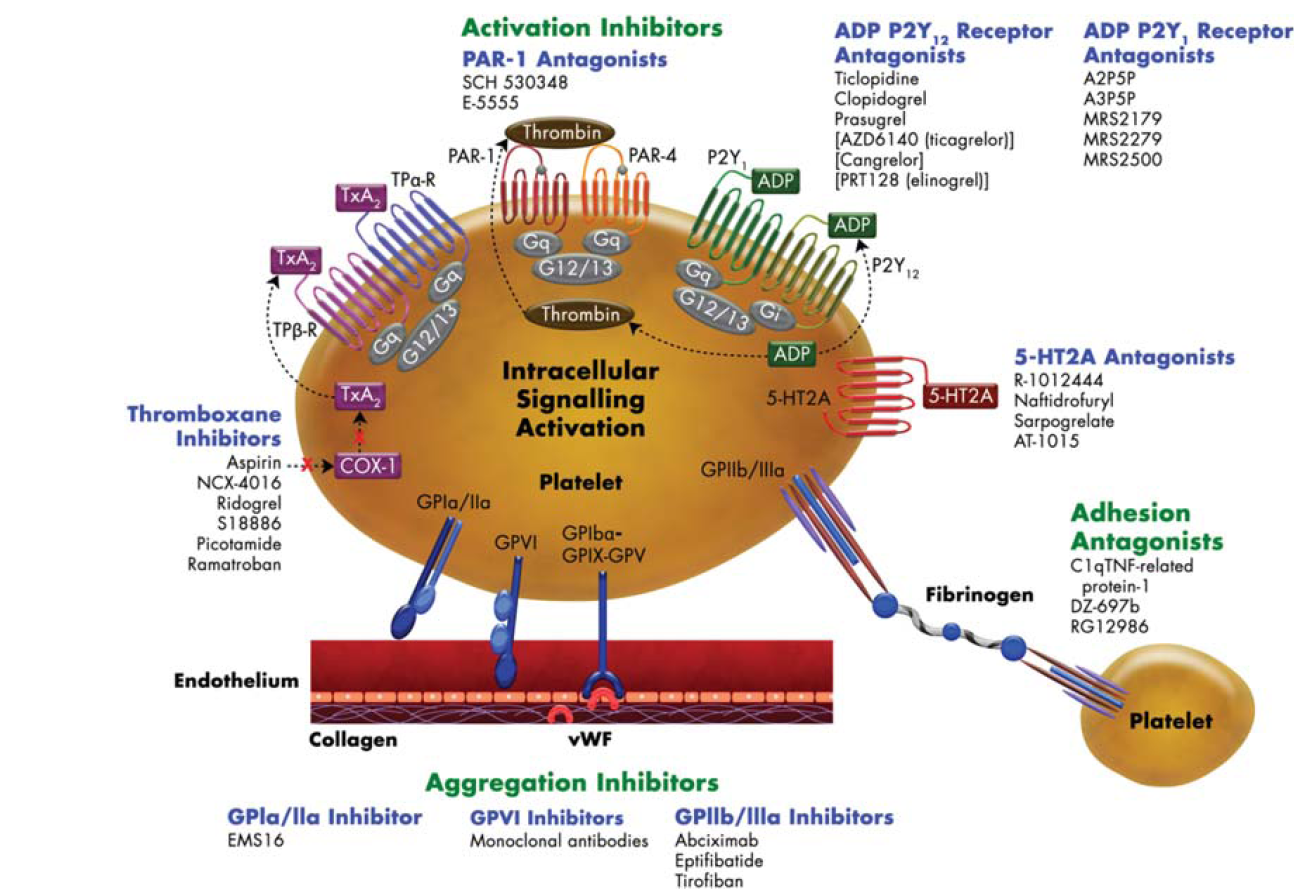 Activation Inhibitors
PAR-1 Antagonists
SCH 530348
E-5555
ADP P2Y12 Receptor
Antagonists
Ticlopidine
Clopidogrel
Prasugrel
[AZD6140 (ticagrelor)]
[Cangrelor]
[PRT128 (elinogrel)]
ADP P2Y1 Receptor
Antagonists
A2P5P
A3P5P
MRS2179
MRS2279
MRS2500
Thrombin
PAR-1
PAR-4
P2Y1
ADP
TPα-R
TxA2
ADP
TxA2
P2Y12
Gq
Gq
G12/13
Gq
Gq
G12/13
Gi
TPβ-R
Gq
G12/13
Thrombin
ADP
Intracellular
Signalling
Activation
5-HT2A
5-HT2A
5-HT2A Antagonists
R-1012444
Naftidrofuryl
Sarpogrelate
AT-1015
TxA2
Thromboxane
Inhibitors
Aspirin
NCX-4016
Ridogrel
S18886
Picotamide
Ramatroban
COX-1
Platelet
GPIIb/IIIa
GPIa/IIa
GPVI
GPIba-
GPIX-GPV
Adhesion
Antagonists
C1qTNF-related
protein-1
DZ-697b
RG12986
Fibrinogen
Platelet
Endothelium
Collagen
vWF
Aggregation Inhibitors
GPIa/IIa Inhibitor
EMS16
GPVI Inhibitors
Monoclonal antibodies
GPIIb/IIIa Inhibitors
Abciximab
Eptifibatide
Tirofiban